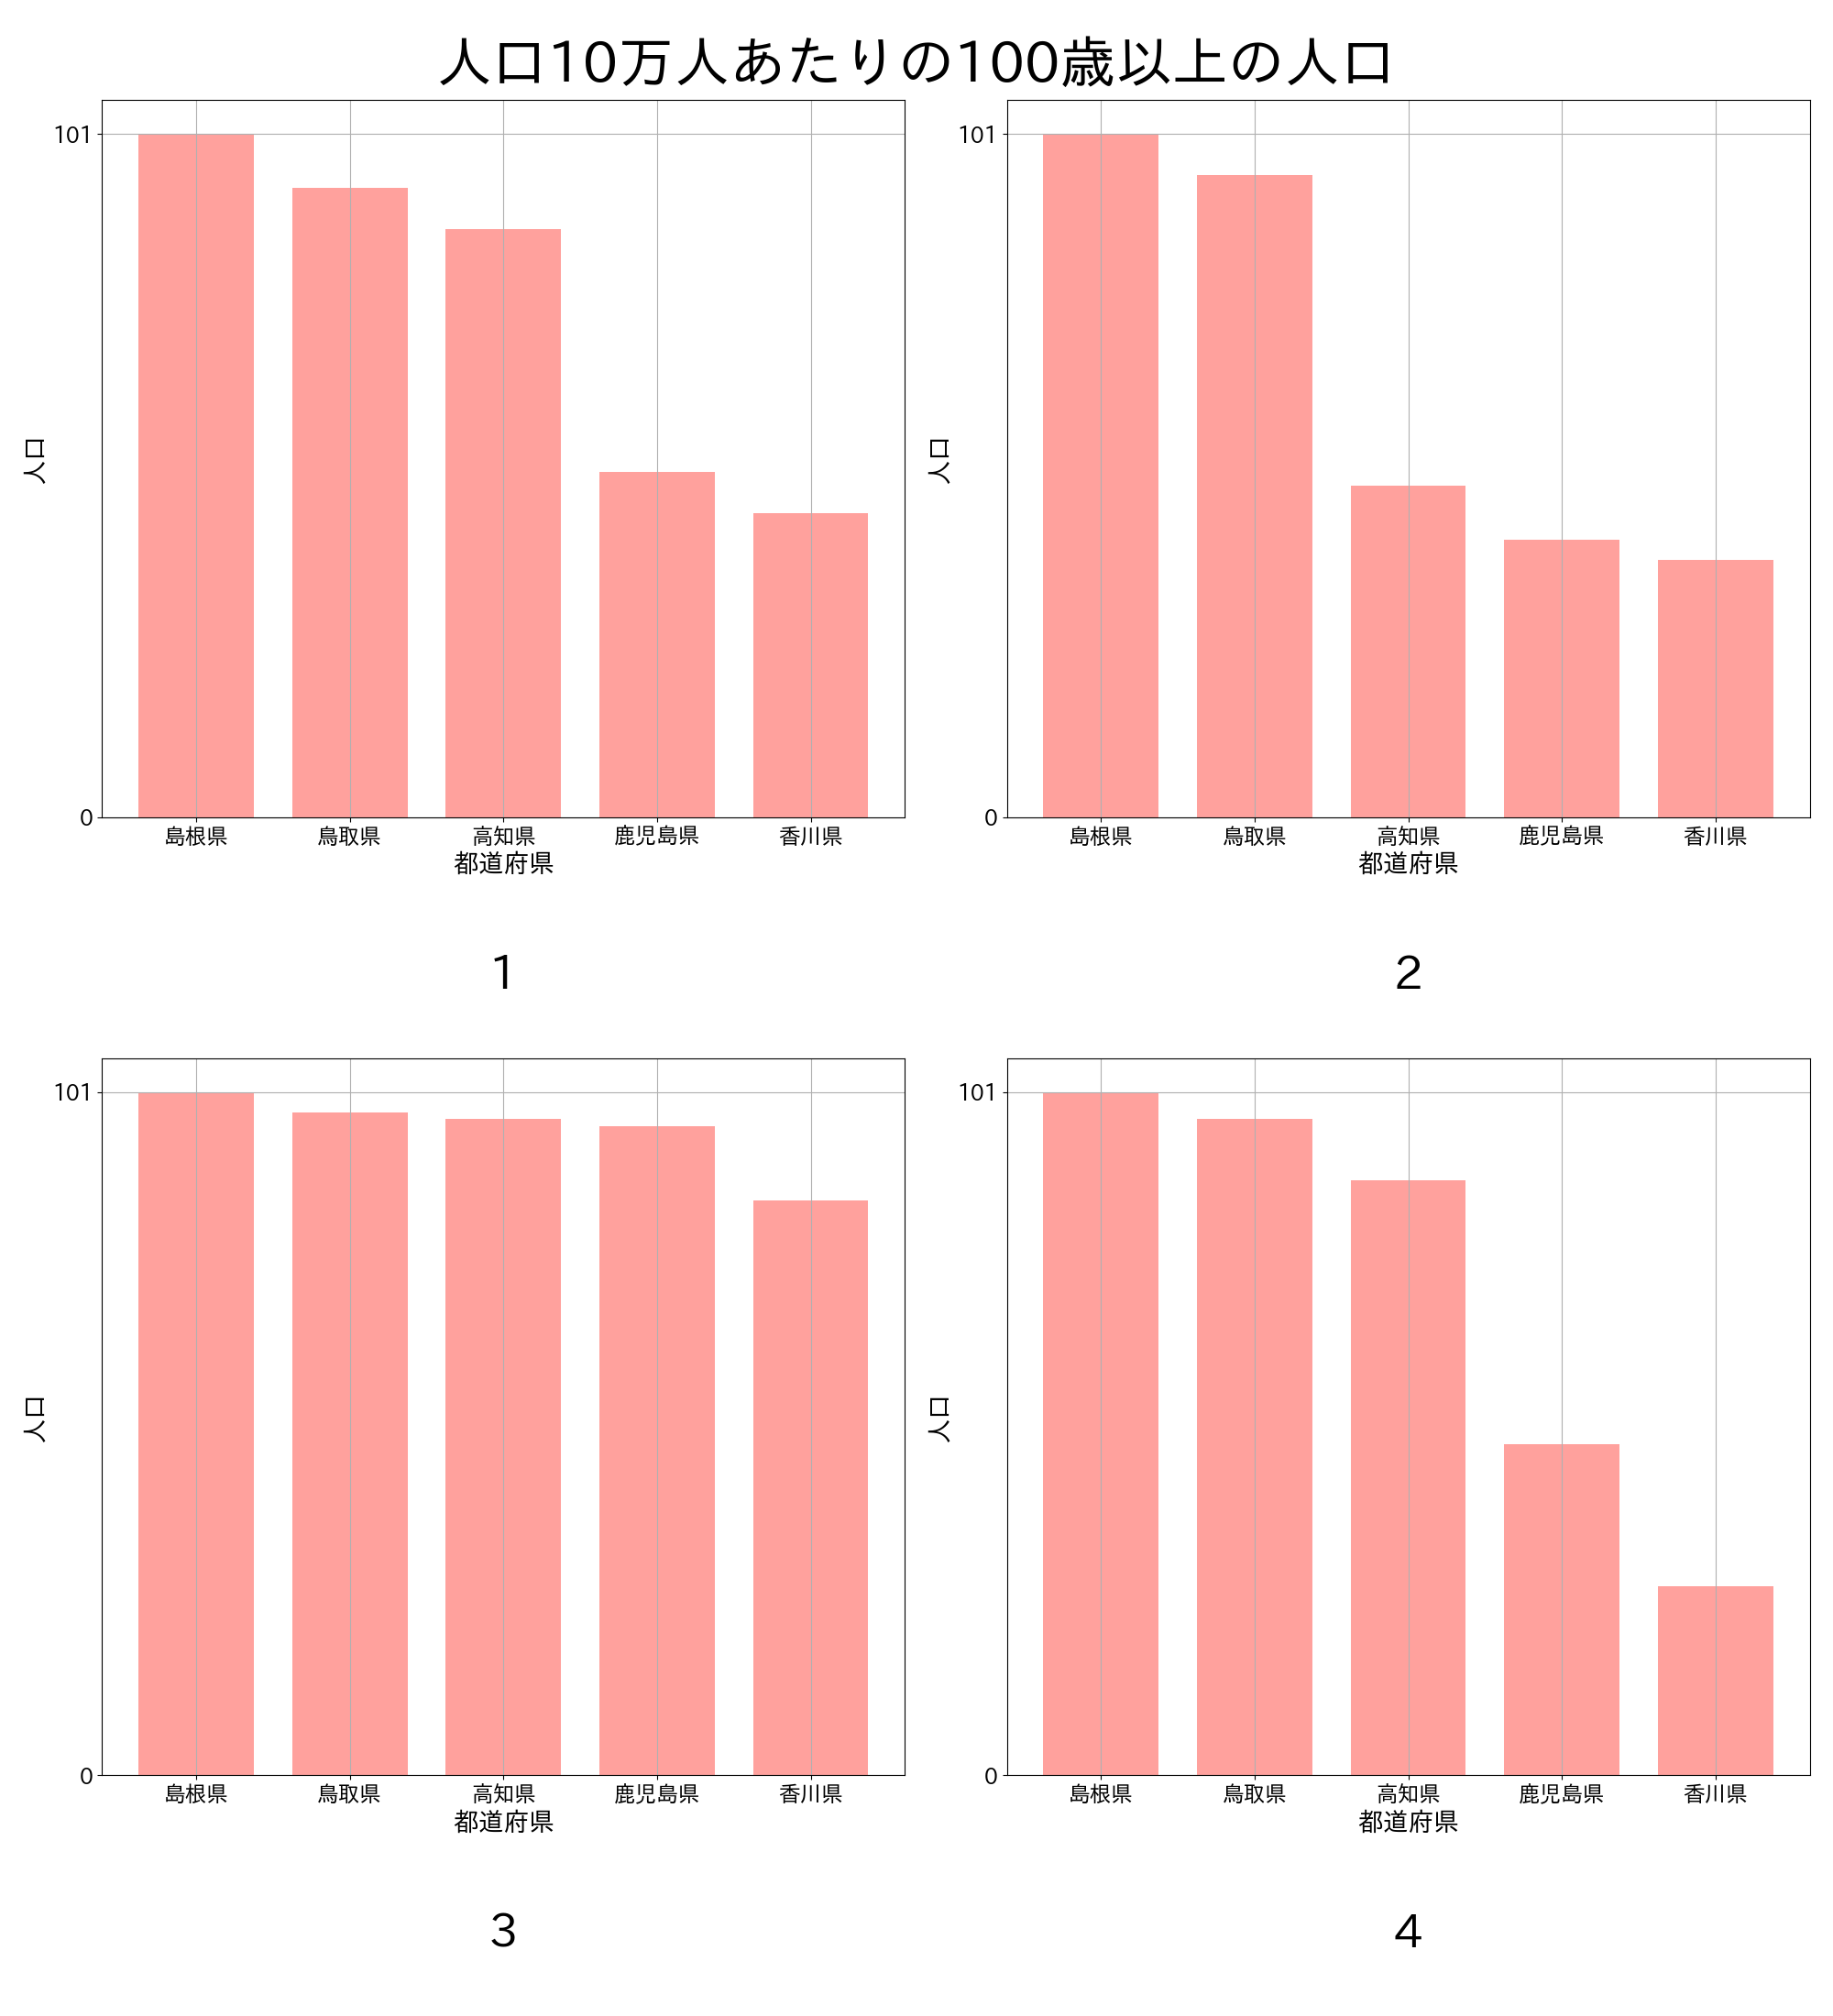 人口10万人あたりの100歳以上の人口
人口
101
0
島根県 鳥取県 高知県 鹿児島県 香川県
都道府県
1
人口
101
0
島根県 鳥取県 高知県 鹿児島県 香川県
都道府県
2
人口
101
0
島根県 鳥取県 高知県 鹿児島県 香川県
都道府県
3
人口
101
0
島根県 鳥取県 高知県 鹿児島県 香川県
都道府県
4